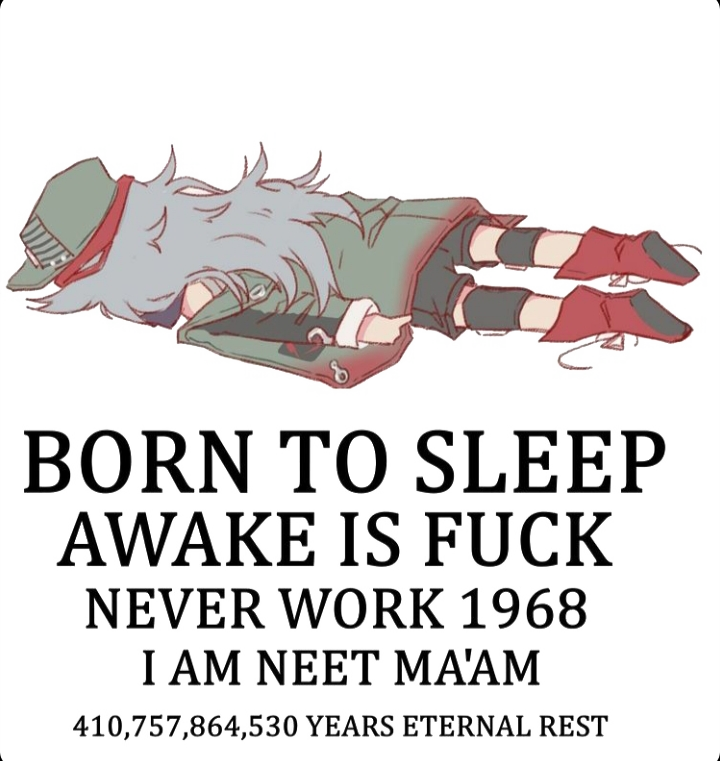 BORN TO SLEEP
AWAKE IS FUCK
NEVER WORK 1968
I AM NEET MA'AM
410,757,864,530 YEARS ETERNAL REST